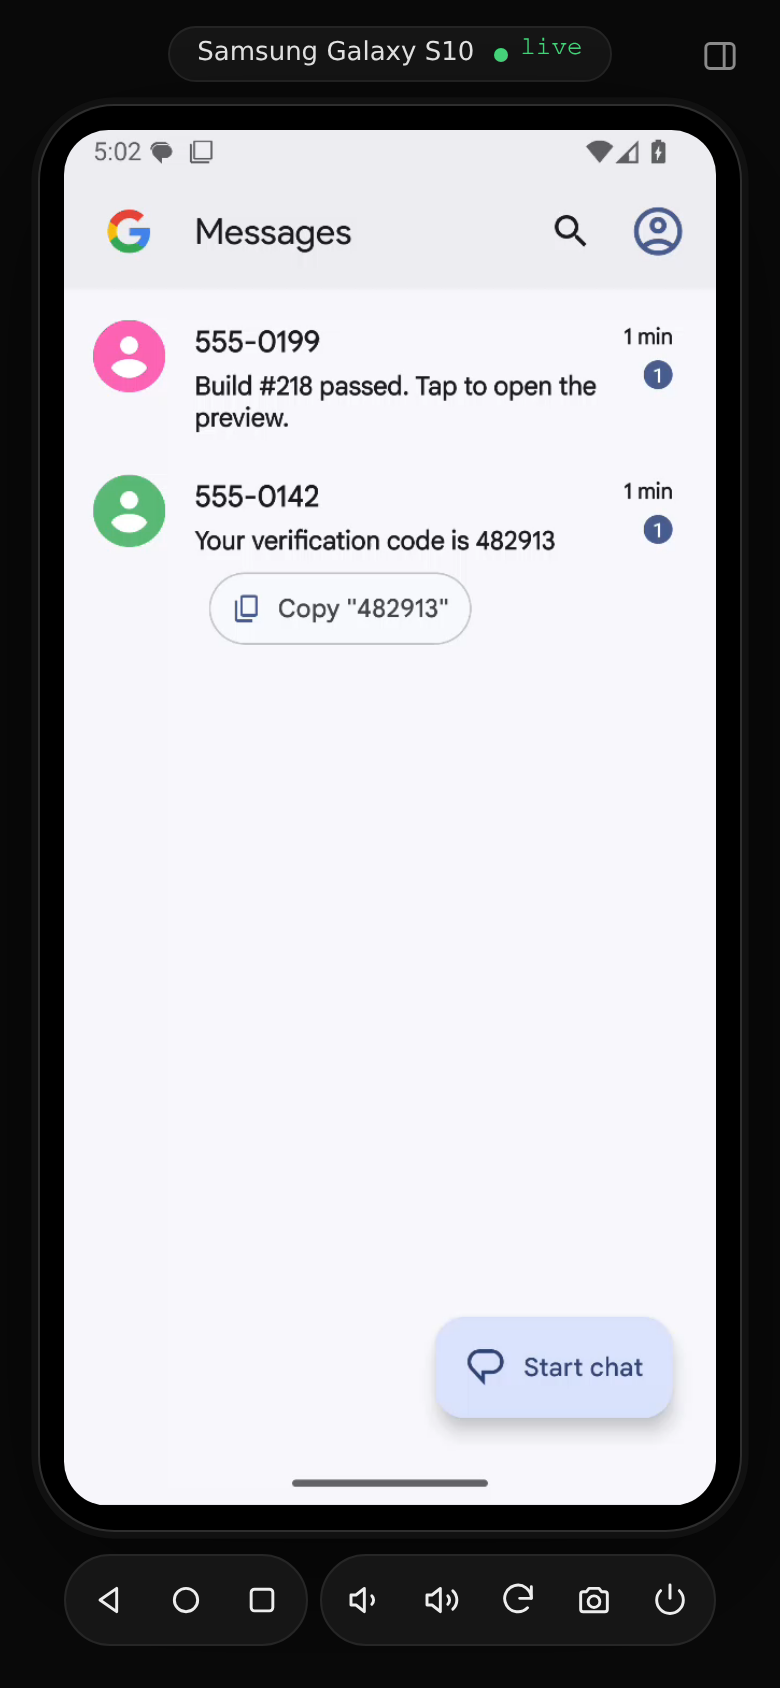 Samsung Galaxy S10 live
5:02
Messages
555-0199
1 min
Build #218 passed. Tap to open the
preview.
1
555-0142
1 min
Your verification code is 482913
1
Copy "482913"
Start chat